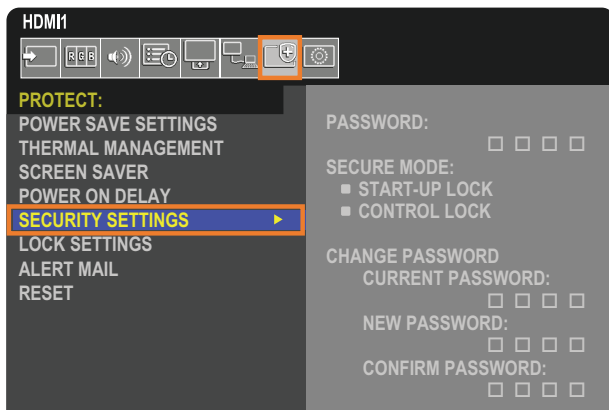 HDMI1
RGB
PROTECT:
POWER SAVE SETTINGS
THERMAL MANAGEMENT
SCREEN SAVER
POWER ON DELAY
SECURITY SETTINGS
LOCK SETTINGS
ALERT MAIL
RESET
PASSWORD:
SECURE MODE:
START-UP LOCK
CONTROL LOCK
CHANGE PASSWORD
CURRENT PASSWORD:
NEW PASSWORD:
CONFIRM PASSWORD: